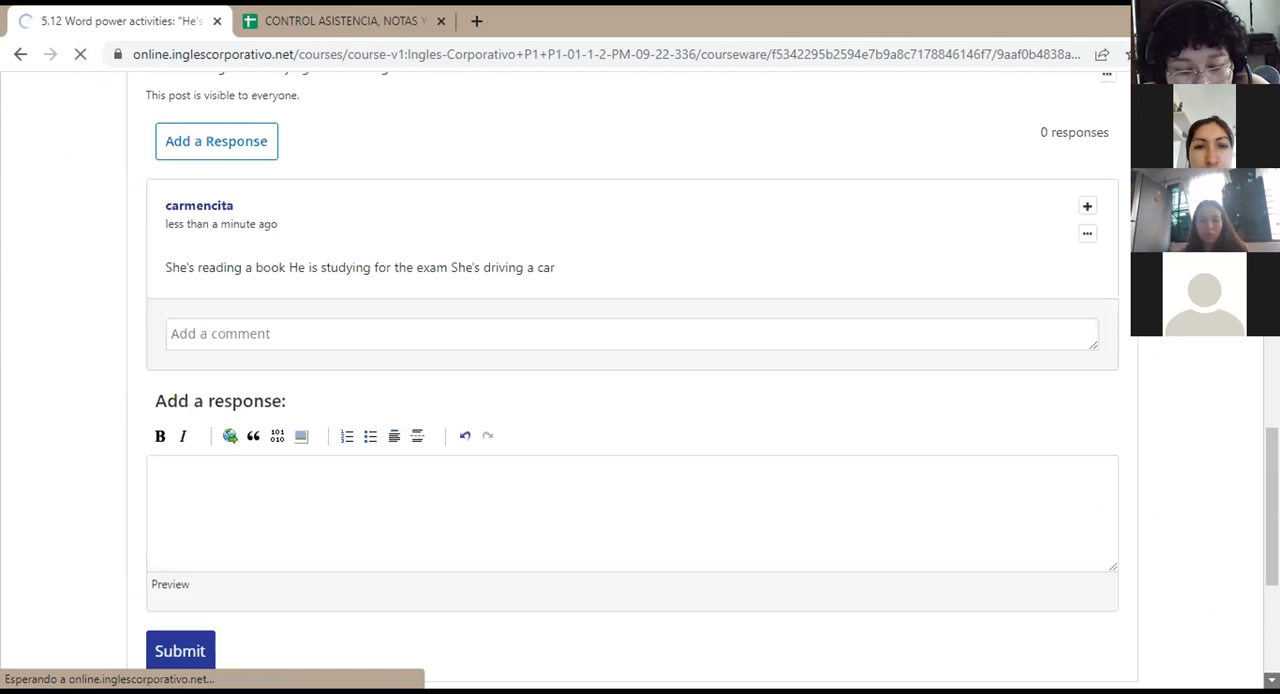 5.12 Word power activities: "He's
CONTROL ASISTENCIA, NOTAS Y
online.inglescorporativo.net/courses/course-v1:Ingles-Corporativo+P1+P1-01-1-2-PM-09-22-336/courseware/f5342295b2594e7b9a8c7178846146f7/9aaf0b4838a...
This post is visible to everyone.
Add a Response
0 responses
carmencita
less than a minute ago
She's reading a book He is studying for the exam She's driving a car
Add a comment
Add a response:
B I
Preview
Submit
Esperando a online.inglescorporativo.net...